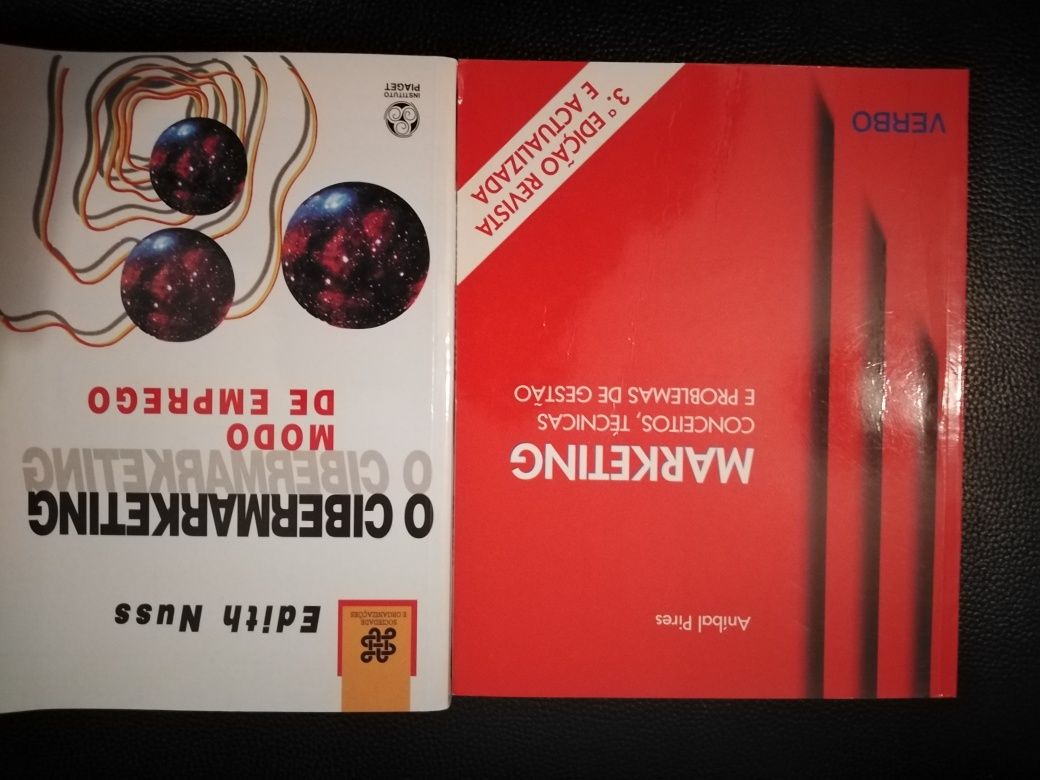 Aníbal Pires
MARKETING
CONCEITOS, TÉCNICAS
E PROBLEMAS DE GESTÃO
3.ª EDIÇÃO REVISTA
E ACTUALIZADA
VERBO
SOCIEDADE
E ORGANIZAÇÕES
Edith Nuss
O CIBERMARKETING
O CIBERMARKETING
MODO
DE EMPREGO
INSTITUTO
PIAGET